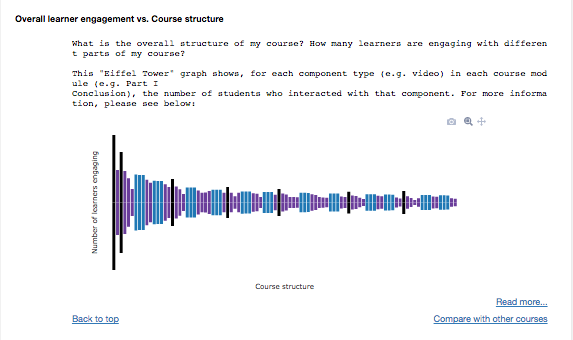 Overall learner engagement vs. Course structure
What is the overall structure of my course? How many learners are engaging with differen
t parts of my course?
This "Eiffel Tower" graph shows, for each component type (e.g. video) in each course mod
ule (e.g. Part I
Conclusion), the number of students who interacted with that component. For more informa
tion, please see below:
Number of learners engaging
Course structure
Read more...
Back to top
Compare with other courses